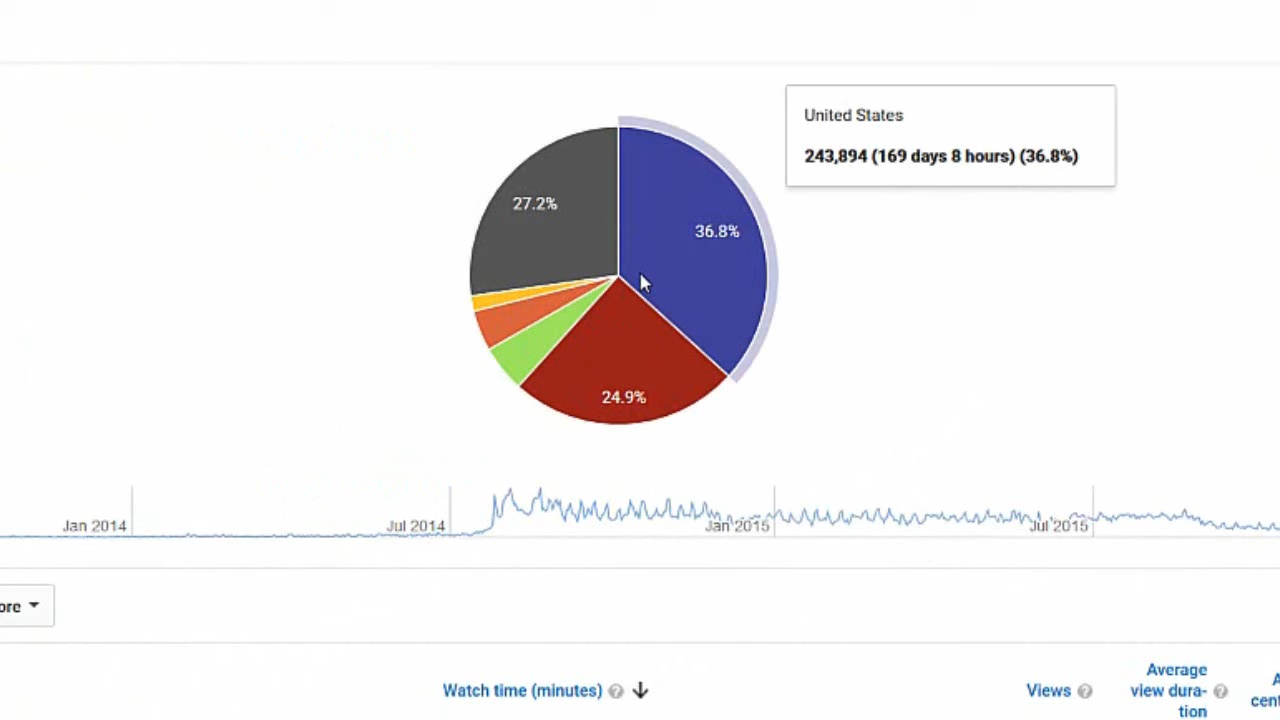 United States
243,894 (169 days 8 hours) (36.8%)
27.2%
36.8%
24.9%
Jan 2014
Jul 2014
Jan 2015
Jul 2015
ore
Watch time (minutes)
Views
Average
view dura-
tion
A
cent